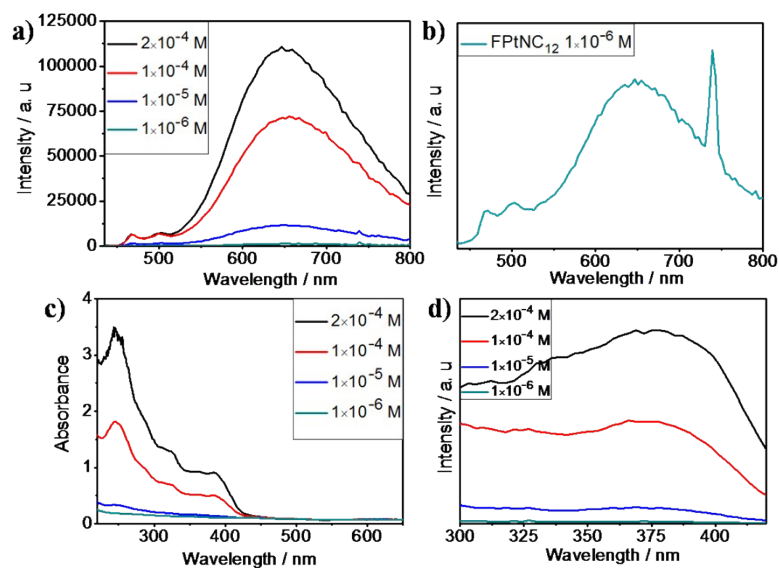 a)
2×10⁻⁴ M
1×10⁻⁴ M
1×10⁻⁵ M
1×10⁻⁶ M
125000
100000
75000
50000
25000
0
Intensity / a. u
500 600 700 800
Wavelength / nm
b)
FPtNC₁₂ 1×10⁻⁶ M
Intensity / a. u
500 600 700 800
Wavelength / nm
c)
2×10⁻⁴ M
1×10⁻⁴ M
1×10⁻⁵ M
1×10⁻⁶ M
4
3
2
1
0
Absorbance
300 400 500 600
Wavelength / nm
d)
2×10⁻⁴ M
1×10⁻⁴ M
1×10⁻⁵ M
1×10⁻⁶ M
Intensity / a. u
300 325 350 375 400
Wavelength / nm